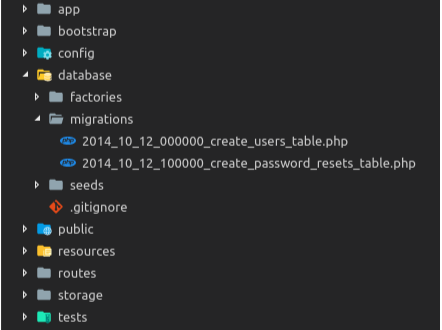 app
bootstrap
config
database
factories
migrations
2014_10_12_000000_create_users_table.php
2014_10_12_100000_create_password_resets_table.php
seeds
.gitignore
public
resources
routes
storage
tests